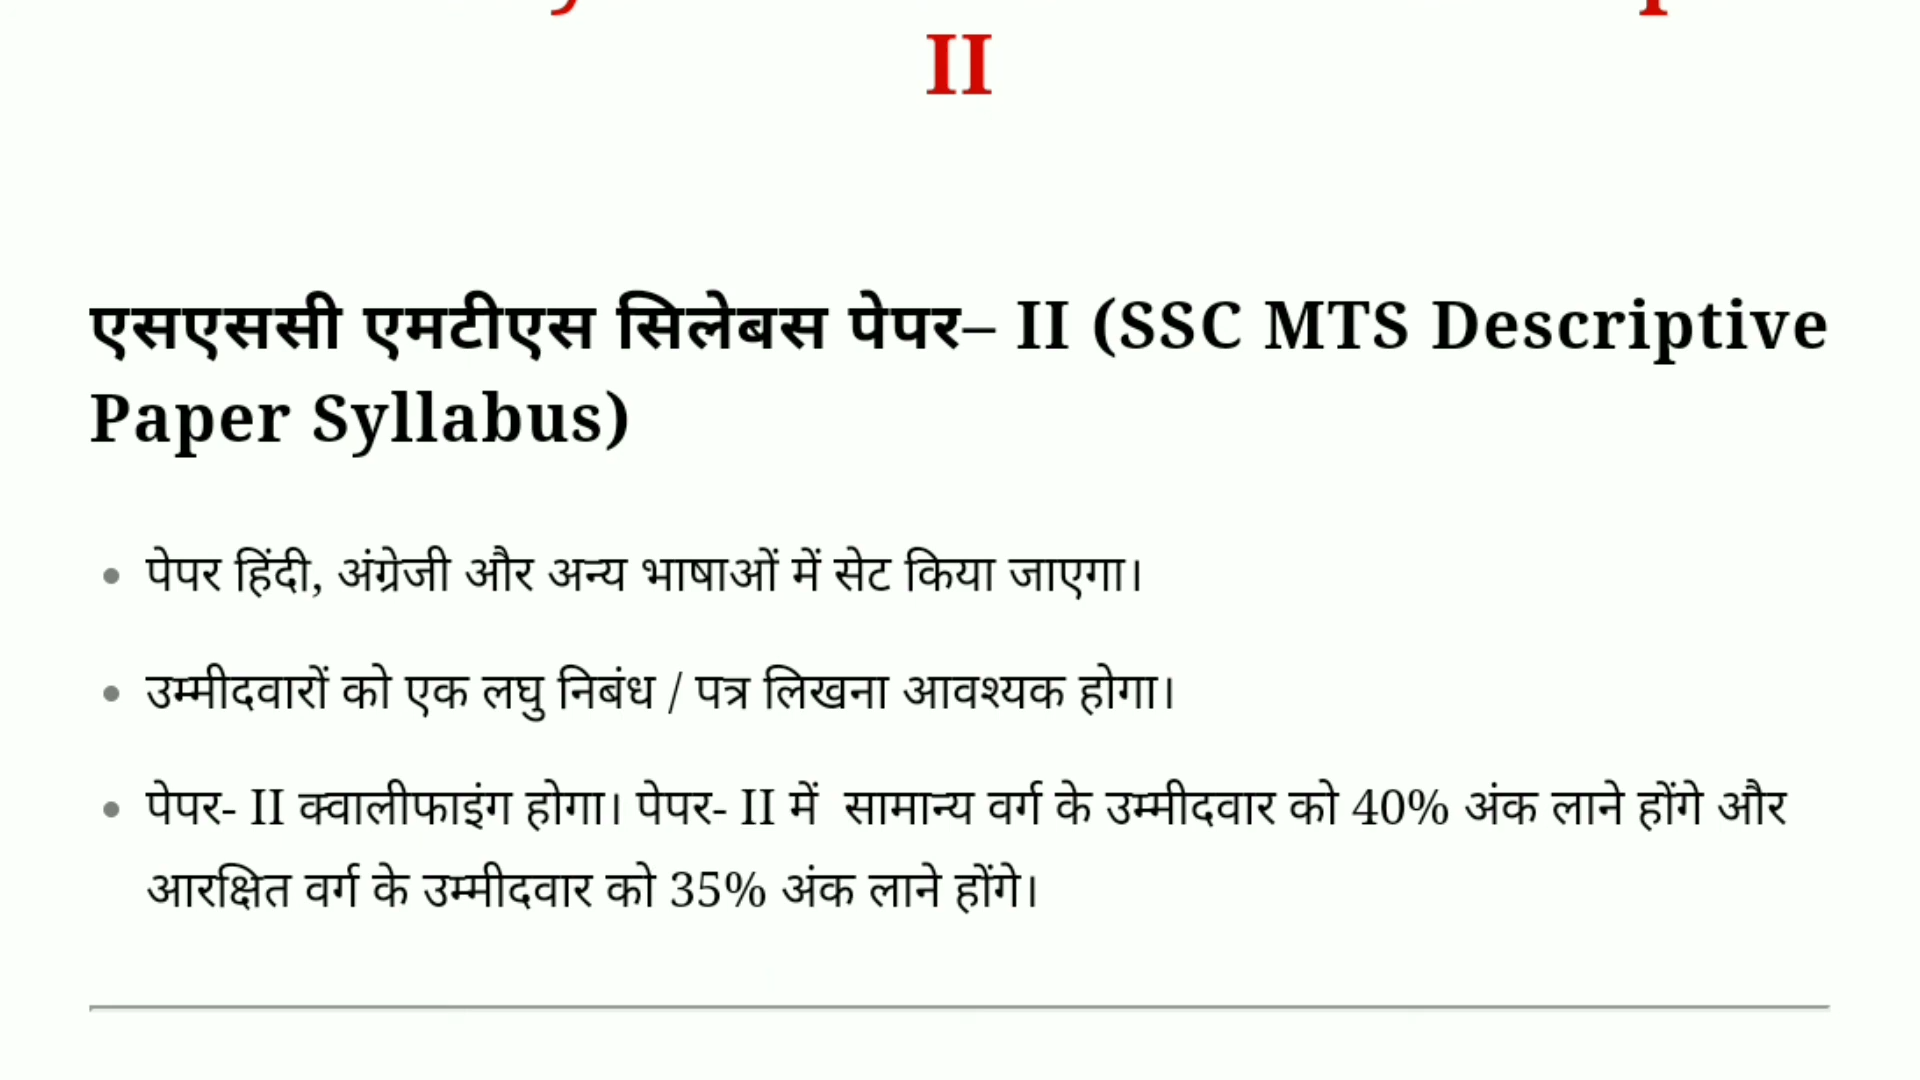 II
एसएससी एमटीएस सिलेबस पेपर– II (SSC MTS Descriptive
Paper Syllabus)
• पेपर हिंदी, अंग्रेजी और अन्य भाषाओं में सेट किया जाएगा।
• उम्मीदवारों को एक लघु निबंध / पत्र लिखना आवश्यक होगा।
• पेपर- II क्वालीफाइंग होगा। पेपर- II में  सामान्य वर्ग के उम्मीदवार को 40% अंक लाने होंगे और
आरक्षित वर्ग के उम्मीदवार को 35% अंक लाने होंगे।